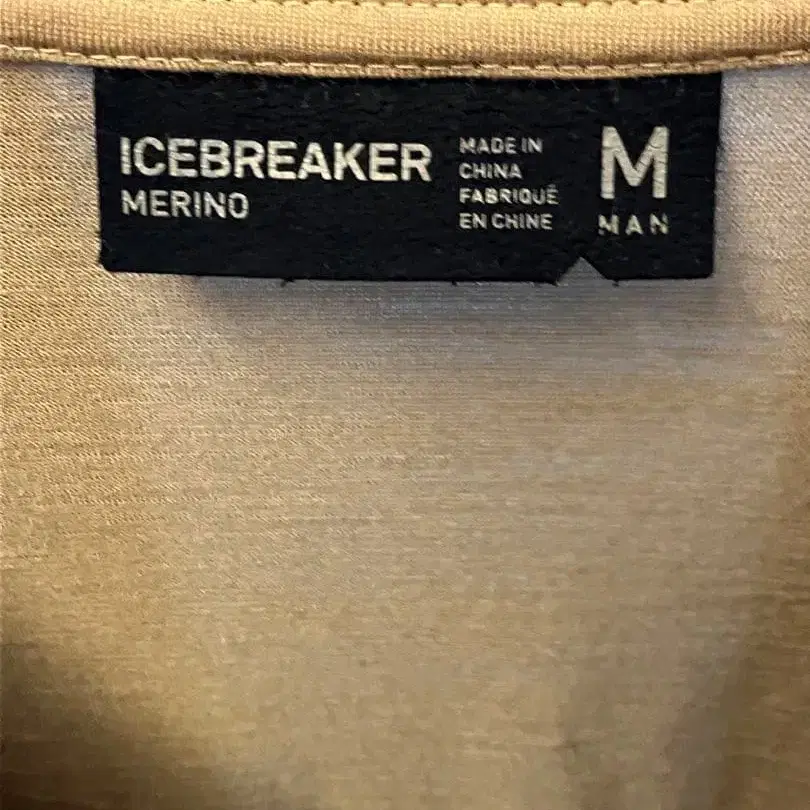 ICEBREAKER
MERINO
MADE IN
CHINA
FABRIQUÉ
EN CHINE
M
MAN